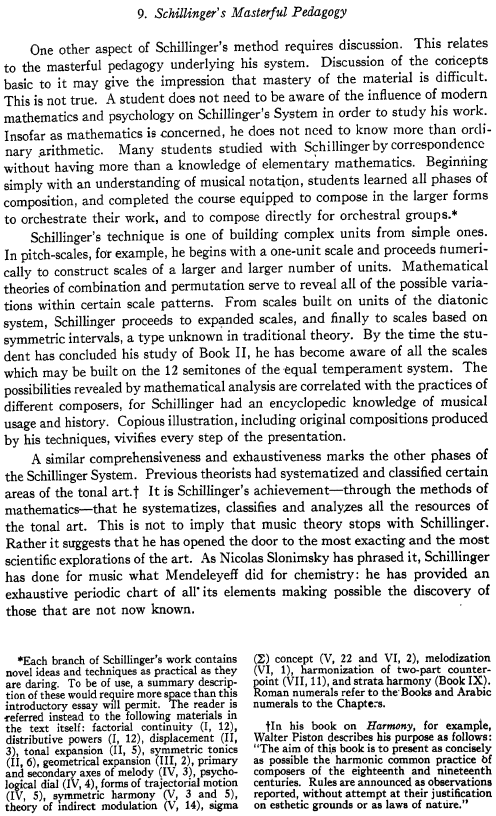 9. Schillinger's Masterful Pedagogy
One other aspect of Schillinger's method requires discussion. This relates
to the masterful pedagogy underlying his system. Discussion of the concepts
basic to it may give the impression that mastery of the material is difficult.
This is not true. A student does not need to be aware of the influence of modern
mathematics and psychology on Schillinger's System in order to study his work.
Insofar as mathematics is concerned, he does not need to know more than ordi-
nary arithmetic. Many students studied with Schillinger by correspondence
without having more than a knowledge of elementary mathematics. Beginning
simply with an understanding of musical notation, students learned all phases of
composition, and completed the course equipped to compose in the larger forms
to orchestrate their work, and to compose directly for orchestral groups.*
Schillinger's technique is one of building complex units from simple ones.
In pitch-scales, for example, he begins with a one-unit scale and proceeds numeri-
cally to construct scales of a larger and larger number of units. Mathematical
theories of combination and permutation serve to reveal all of the possible varia-
tions within certain scale patterns. From scales built on units of the diatonic
system, Schillinger proceeds to expanded scales, and finally to scales based on
symmetric intervals, a type unknown in traditional theory. By the time the stu-
dent has concluded his study of Book II, he has become aware of all the scales
which may be built on the 12 semitones of the equal temperament system. The
possibilities revealed by mathematical analysis are correlated with the practices of
different composers, for Schillinger had an encyclopedic knowledge of musical
usage and history. Copious illustration, including original compositions produced
by his techniques, vivifies every step of the presentation.
A similar comprehensiveness and exhaustiveness marks the other phases of
the Schillinger System. Previous theorists had systematized and classified certain
areas of the tonal art.† It is Schillinger's achievement—through the methods of
mathematics—that he systematizes, classifies and analyzes all the resources of
the tonal art. This is not to imply that music theory stops with Schillinger.
Rather it suggests that he has opened the door to the most exacting and the most
scientific explorations of the art. As Nicolas Slonimsky has phrased it, Schillinger
has done for music what Mendeleyeff did for chemistry: he has provided an
exhaustive periodic chart of all its elements making possible the discovery of
those that are not now known.
*Each branch of Schillinger's work contains
novel ideas and techniques as practical as they
are daring. To be of use, a summary descrip-
tion of these would require more space than this
introductory essay will permit. The reader is
referred instead to the following materials in
the text itself: factorial continuity (I, 12),
distributive powers (I, 12), displacement (II,
3), tonal expansion (II, 5), symmetric tonics
(II, 6), geometrical expansion (III, 2), primary
and secondary axes of melody (IV, 3), psycho-
logical dial (IV, 4), forms of trajectorial motion
(IV, 5), symmetric harmony (V, 3 and 5),
theory of indirect modulation (V, 14), sigma
(Σ) concept (V, 22 and VI, 2), melodization
(VI, 1), harmonization of two-part counter-
point (VII, 11), and strata harmony (Book IX).
Roman numerals refer to the Books and Arabic
numerals to the Chapters.
†In his book on Harmony, for example,
Walter Piston describes his purpose as follows:
"The aim of this book is to present as concisely
as possible the harmonic common practice of
composers of the eighteenth and nineteenth
centuries. Rules are announced as observations
reported, without attempt at their justification
on esthetic grounds or as laws of nature."